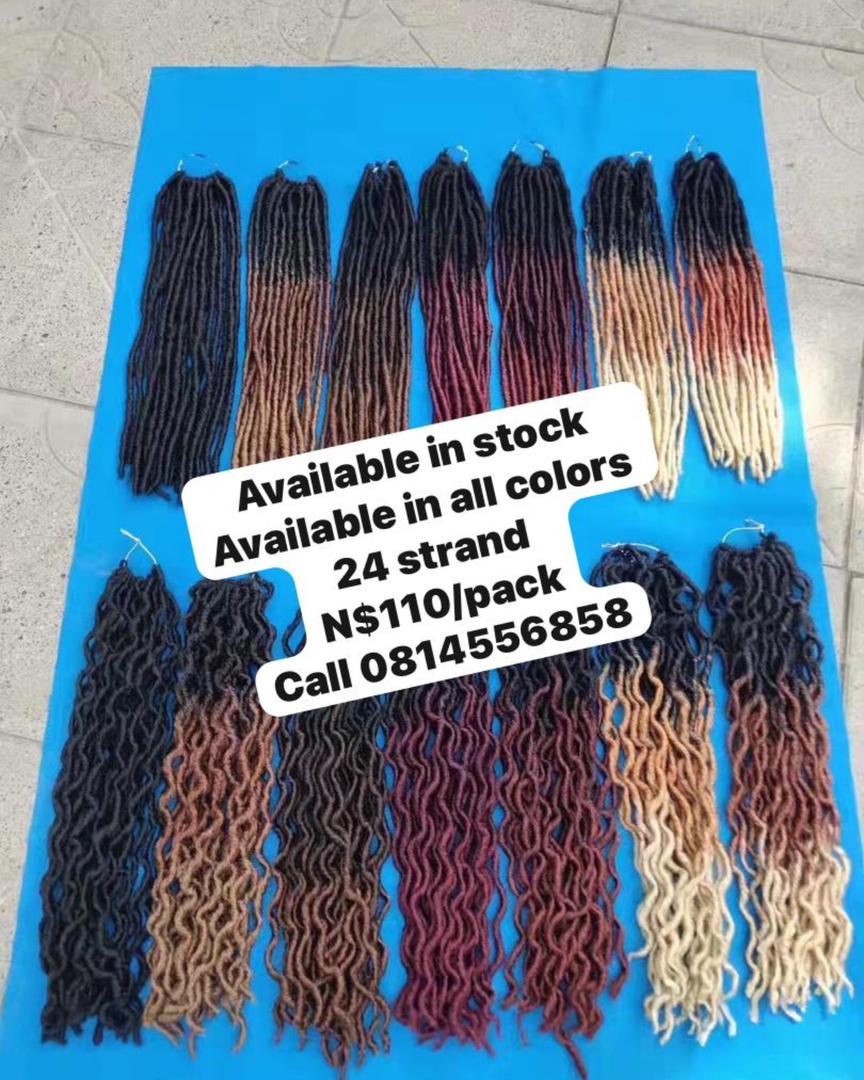 Available in stock
Available in all colors
24 strand
N$110/pack
Call 0814556858